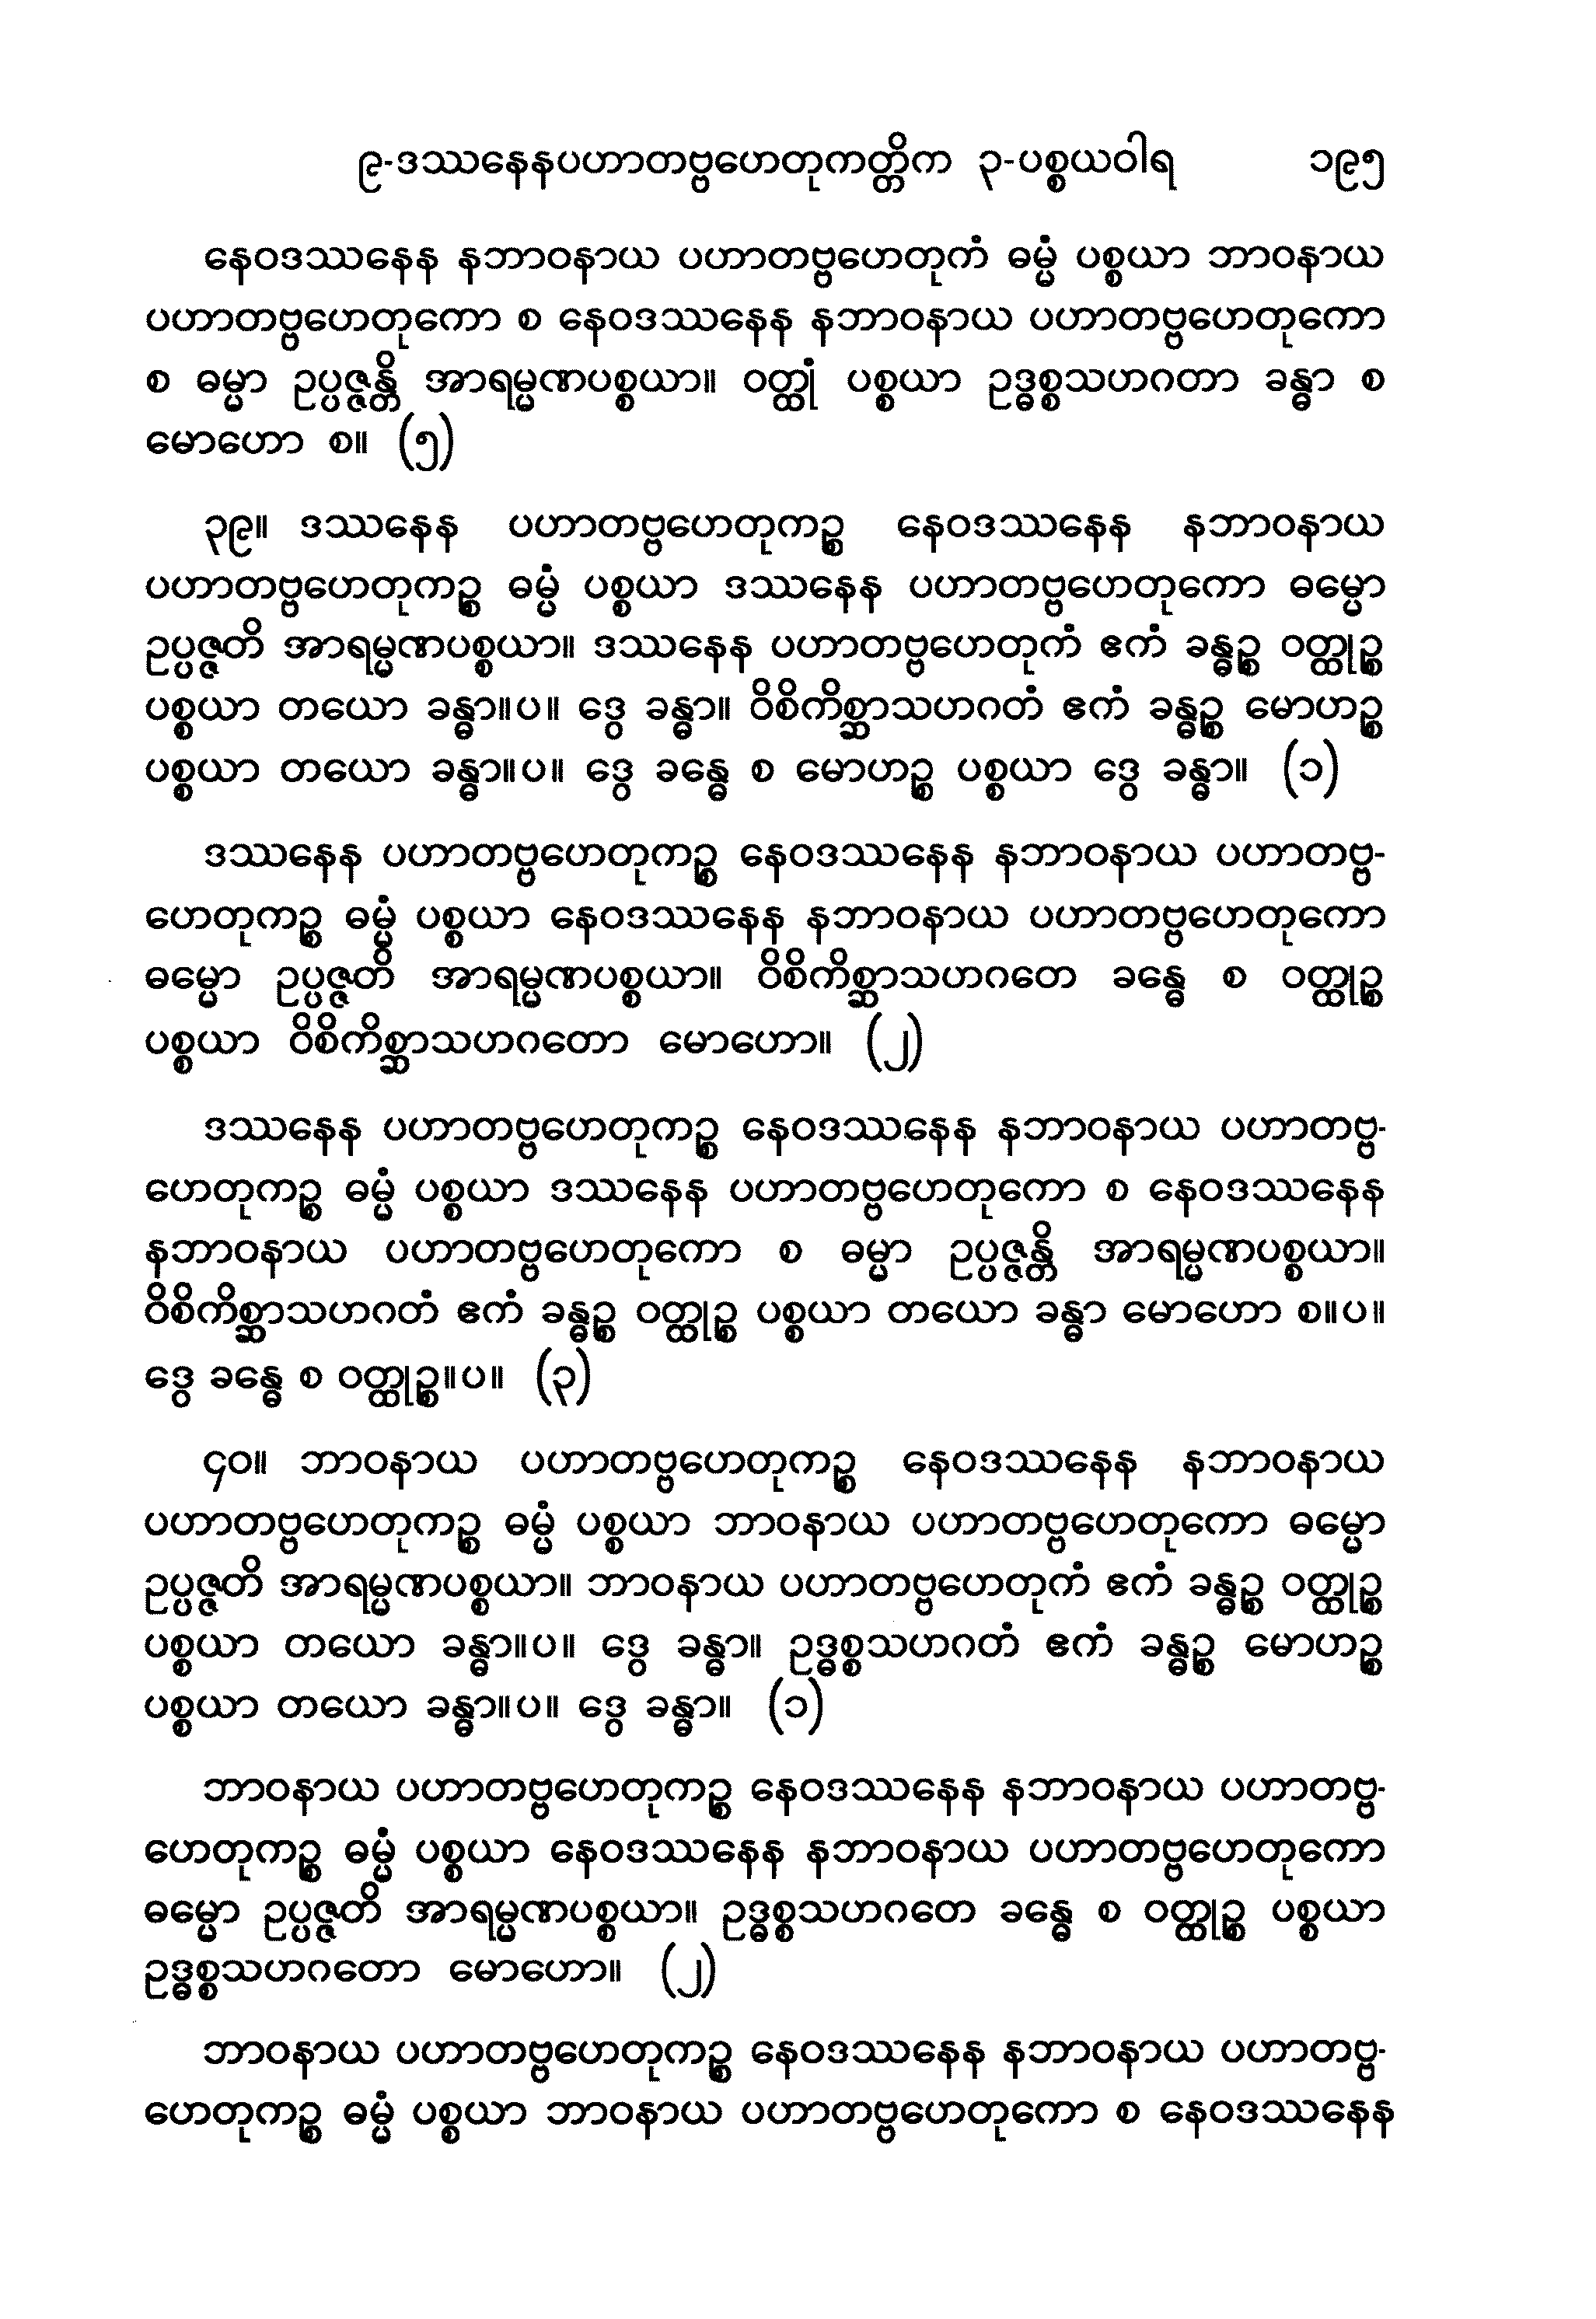 ၉-ဒဿနေနပဟာတဗ္ဗဟေတုကတ္တိက ၃-ပစ္စယဝါရ ၁၉၅
နေဝဒဿနေန နဘာဝနာယ ပဟာတဗ္ဗဟေတုကံ ဓမ္မံ ပစ္စယာ ဘာဝနာယ
ပဟာတဗ္ဗဟေတုကော စ နေဝဒဿနေန နဘာဝနာယ ပဟာတဗ္ဗဟေတုကော
စ ဓမ္မာ ဥပ္ပဇ္ဇန္တိ အာရမ္မဏပစ္စယာ။ ဝတ္ထုံ ပစ္စယာ ဥဒ္ဓစ္စသဟဂတာ ခန္ဓာ စ
မောဟော စ။ (၅)
၃၉။ ဒဿနေန ပဟာတဗ္ဗဟေတုကဉ္စ နေဝဒဿနေန နဘာဝနာယ
ပဟာတဗ္ဗဟေတုကဉ္စ ဓမ္မံ ပစ္စယာ ဒဿနေန ပဟာတဗ္ဗဟေတုကော ဓမ္မော
ဥပ္ပဇ္ဇတိ အာရမ္မဏပစ္စယာ။ ဒဿနေန ပဟာတဗ္ဗဟေတုကံ ဧကံ ခန္ဓဉ္စ ဝတ္ထုဉ္စ
ပစ္စယာ တယော ခန္ဓာ။ပ။ ဒွေ ခန္ဓာ။ ဝိစိကိစ္ဆာသဟဂတံ ဧကံ ခန္ဓဉ္စ မောဟဉ္စ
ပစ္စယာ တယော ခန္ဓာ။ပ။ ဒွေ ခန္ဓေ စ မောဟဉ္စ ပစ္စယာ ဒွေ ခန္ဓာ။ (၁)
ဒဿနေန ပဟာတဗ္ဗဟေတုကဉ္စ နေဝဒဿနေန နဘာဝနာယ ပဟာတဗ္ဗ-
ဟေတုကဉ္စ ဓမ္မံ ပစ္စယာ နေဝဒဿနေန နဘာဝနာယ ပဟာတဗ္ဗဟေတုကော
ဓမ္မော ဥပ္ပဇ္ဇတိ အာရမ္မဏပစ္စယာ။ ဝိစိကိစ္ဆာသဟဂတေ ခန္ဓေ စ ဝတ္ထုဉ္စ
ပစ္စယာ ဝိစိကိစ္ဆာသဟဂတော မောဟော။ (၂)
ဒဿနေန ပဟာတဗ္ဗဟေတုကဉ္စ နေဝဒဿနေန နဘာဝနာယ ပဟာတဗ္ဗ-
ဟေတုကဉ္စ ဓမ္မံ ပစ္စယာ ဒဿနေန ပဟာတဗ္ဗဟေတုကော စ နေဝဒဿနေန
နဘာဝနာယ ပဟာတဗ္ဗဟေတုကော စ ဓမ္မာ ဥပ္ပဇ္ဇန္တိ အာရမ္မဏပစ္စယာ။
ဝိစိကိစ္ဆာသဟဂတံ ဧကံ ခန္ဓဉ္စ ဝတ္ထုဉ္စ ပစ္စယာ တယော ခန္ဓာ မောဟော စ။ပ။
ဒွေ ခန္ဓေ စ ဝတ္ထုဉ္စ။ပ။ (၃)
၄၀။ ဘာဝနာယ ပဟာတဗ္ဗဟေတုကဉ္စ နေဝဒဿနေန နဘာဝနာယ
ပဟာတဗ္ဗဟေတုကဉ္စ ဓမ္မံ ပစ္စယာ ဘာဝနာယ ပဟာတဗ္ဗဟေတုကော ဓမ္မော
ဥပ္ပဇ္ဇတိ အာရမ္မဏပစ္စယာ။ ဘာဝနာယ ပဟာတဗ္ဗဟေတုကံ ဧကံ ခန္ဓဉ္စ ဝတ္ထုဉ္စ
ပစ္စယာ တယော ခန္ဓာ။ပ။ ဒွေ ခန္ဓာ။ ဥဒ္ဓစ္စသဟဂတံ ဧကံ ခန္ဓဉ္စ မောဟဉ္စ
ပစ္စယာ တယော ခန္ဓာ။ပ။ ဒွေ ခန္ဓာ။ (၁)
ဘာဝနာယ ပဟာတဗ္ဗဟေတုကဉ္စ နေဝဒဿနေန နဘာဝနာယ ပဟာတဗ္ဗ-
ဟေတုကဉ္စ ဓမ္မံ ပစ္စယာ နေဝဒဿနေန နဘာဝနာယ ပဟာတဗ္ဗဟေတုကော
ဓမ္မော ဥပ္ပဇ္ဇတိ အာရမ္မဏပစ္စယာ။ ဥဒ္ဓစ္စသဟဂတေ ခန္ဓေ စ ဝတ္ထုဉ္စ ပစ္စယာ
ဥဒ္ဓစ္စသဟဂတော မောဟော။ (၂)
ဘာဝနာယ ပဟာတဗ္ဗဟေတုကဉ္စ နေဝဒဿနေန နဘာဝနာယ ပဟာတဗ္ဗ-
ဟေတုကဉ္စ ဓမ္မံ ပစ္စယာ ဘာဝနာယ ပဟာတဗ္ဗဟေတုကော စ နေဝဒဿနေန